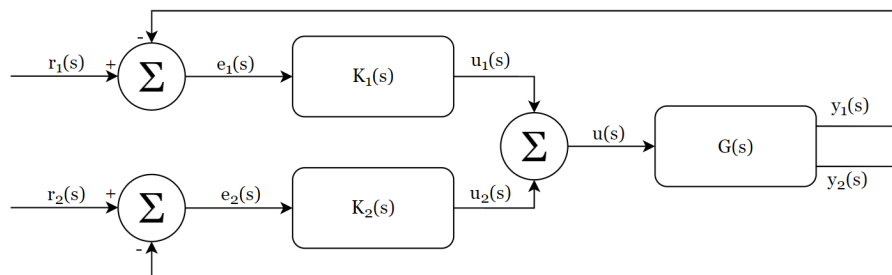 -
r₁(s)
+
Σ
e₁(s)
K₁(s)
u₁(s)
Σ
u(s)
G(s)
y₁(s)
y₂(s)
r₂(s)
+
Σ
e₂(s)
K₂(s)
u₂(s)
-